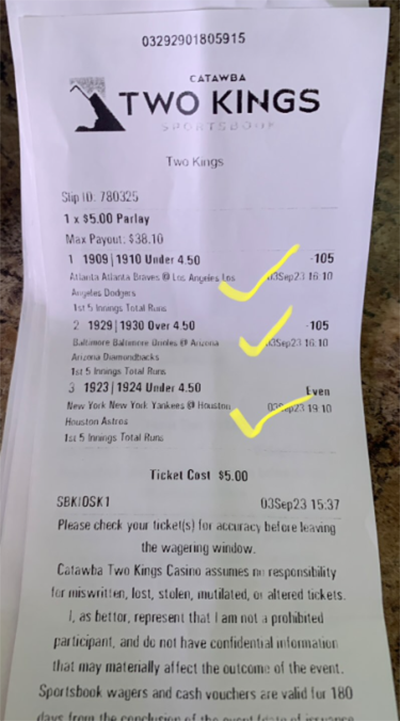 03292901805915
CATAWBA
TWO KINGS
SPORTSBOOK
Two Kings
Slip ID: 780325
1 x $5.00 Parlay
Max Payout: $38.10
1 1909|1910 Under 4.50 -105
Atlanta Atlanta Braves @ Los Angeles Los 03Sep23 16:10
Angeles Dodgers
1st 5 Innings Total Runs
2 1929|1930 Over 4.50 -105
Baltimore Baltimore Orioles @ Arizona 03Sep23 16:10
Arizona Diamondbacks
1st 5 Innings Total Runs
3 1923|1924 Under 4.50 Even
New York New York Yankees @ Houston 03Sep23 19:10
Houston Astros
1st 5 Innings Total Runs
Ticket Cost $5.00
SBKIOSK1 03Sep23 15:37
Please check your ticket(s) for accuracy before leaving
the wagering window.
Catawba Two Kings Casino assumes no responsibility
for miswritten, lost, stolen, mutilated, or altered tickets.
I, as bettor, represent that I am not a prohibited
participant, and do not have confidential information
that may materially affect the outcome of the event.
Sportsbook wagers and cash vouchers are valid for 180
days from the conclusion of the event/date of issuance